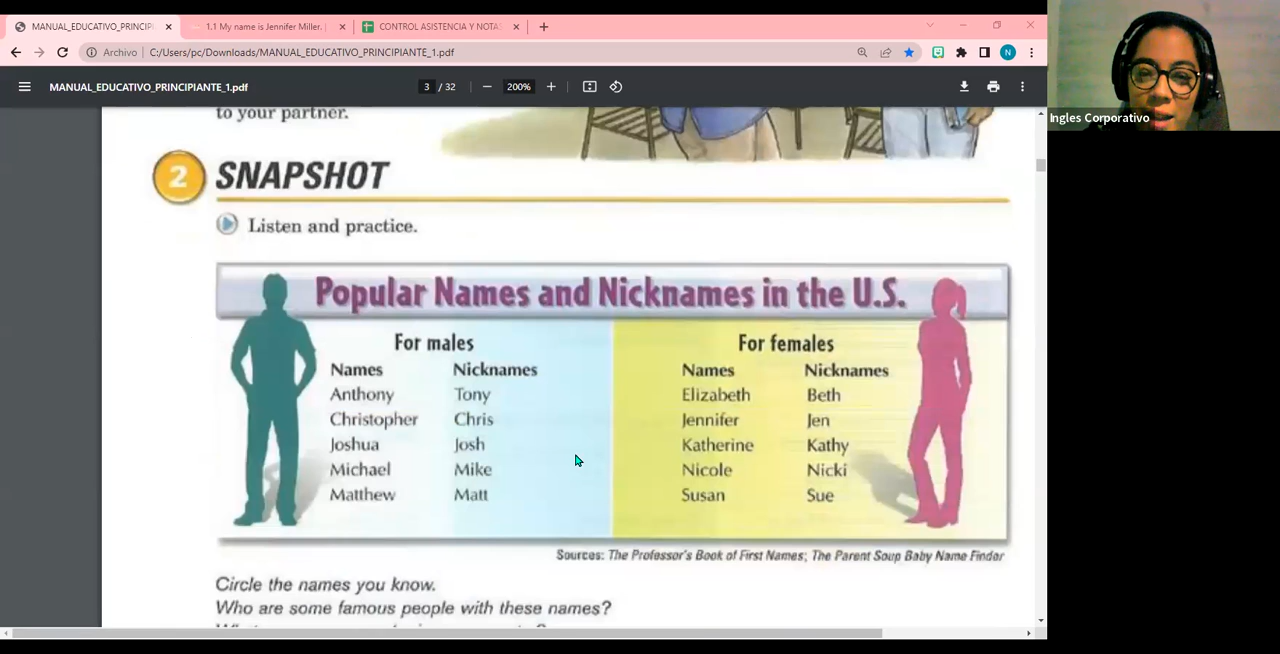 MANUAL_EDUCATIVO_PRINCIP
1.1 My name is Jennifer Miller.
CONTROL ASISTENCIA Y NOTA
Archivo
C:/Users/pc/Downloads/MANUAL_EDUCATIVO_PRINCIPIANTE_1.pdf
N
MANUAL_EDUCATIVO_PRINCIPIANTE_1.pdf
3 / 32
200%
Ingles Corporativo
to your partner.
2 SNAPSHOT
Listen and practice.
Popular Names and Nicknames in the U.S.
For males
Names Nicknames
Anthony Tony
Christopher Chris
Joshua Josh
Michael Mike
Matthew Matt
For females
Names Nicknames
Elizabeth Beth
Jennifer Jen
Katherine Kathy
Nicole Nicki
Susan Sue
Sources: The Professor's Book of First Names; The Parent Soup Baby Name Finder
Circle the names you know.
Who are some famous people with these names?